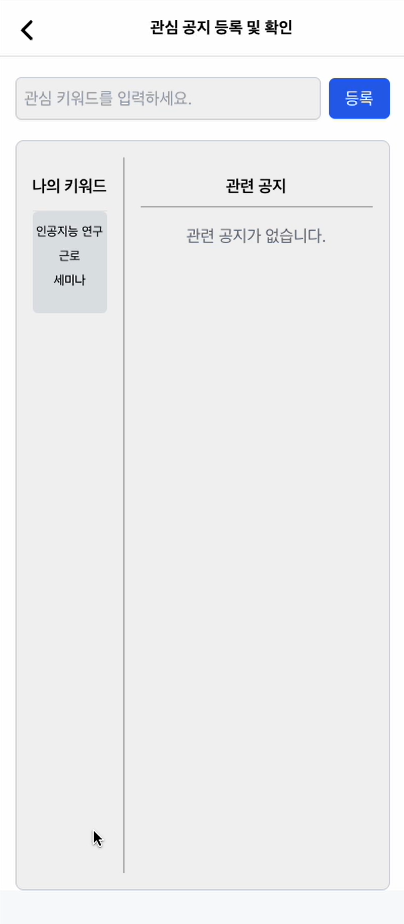 관심 공지 등록 및 확인
관심 키워드를 입력하세요.
등록
나의 키워드
인공지능 연구
근로
세미나
관련 공지
관련 공지가 없습니다.